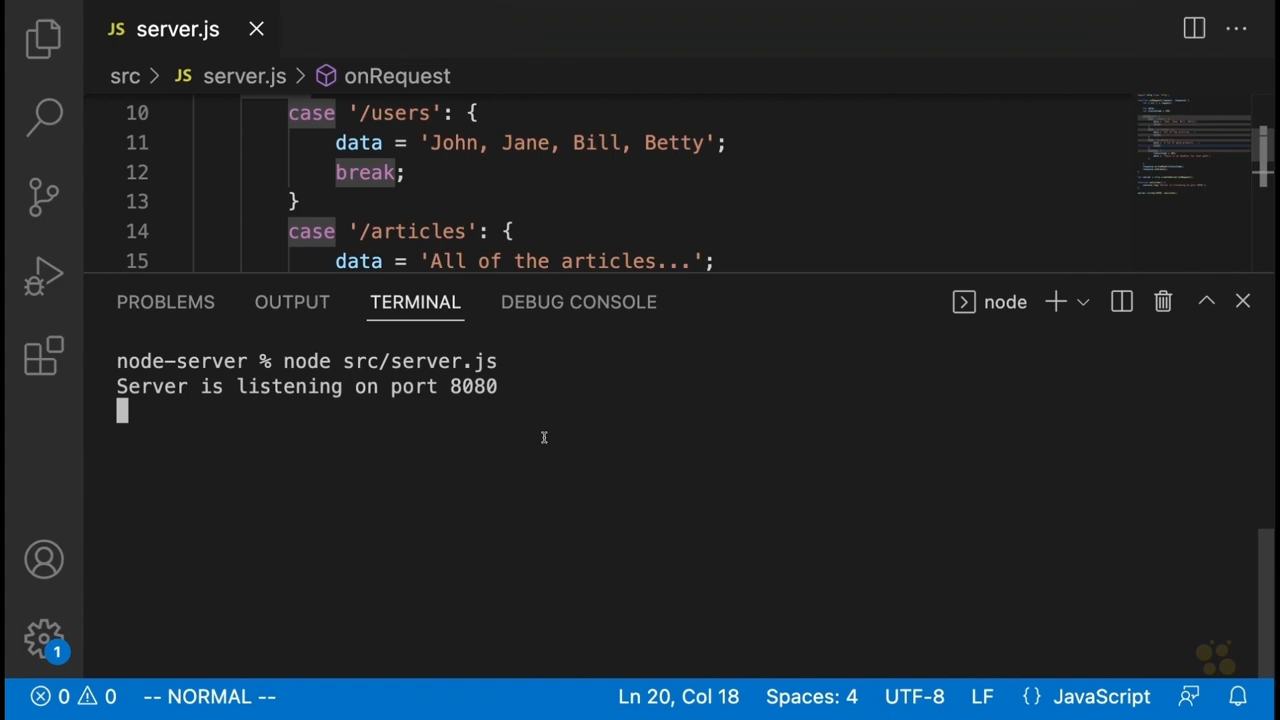 JS server.js
src > JS server.js > onRequest
10 case '/users': {
11 data = 'John, Jane, Bill, Betty';
12 break;
13 }
14 case '/articles': {
15 data = 'All of the articles...';
PROBLEMS OUTPUT TERMINAL DEBUG CONSOLE node
node-server % node src/server.js
Server is listening on port 8080
1
0 0 -- NORMAL -- Ln 20, Col 18 Spaces: 4 UTF-8 LF {} JavaScript